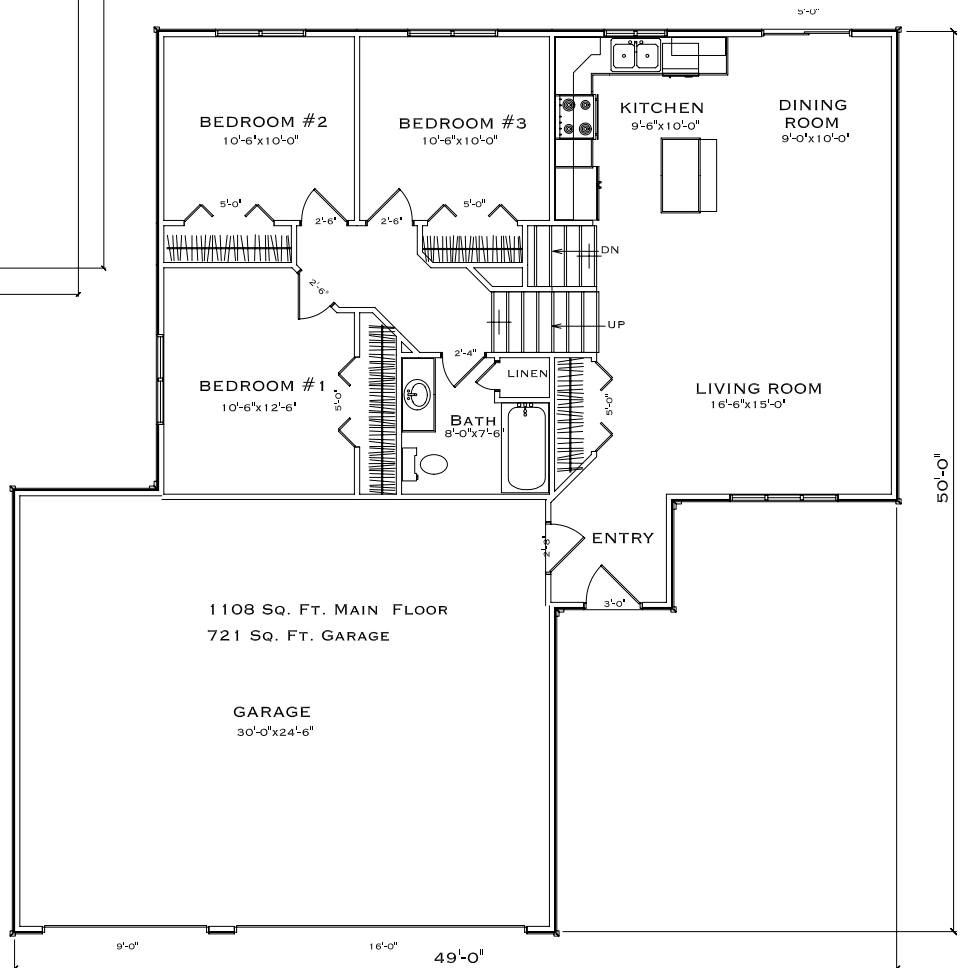 5'-0"
BEDROOM #2
10'-6"x10'-0"
BEDROOM #3
10'-6"x10'-0"
KITCHEN
9'-6"x10'-0"
DINING
ROOM
9'-0"x10'-0"
5'-0"
2'-6"
2'-6"
5'-0"
DN
2'-6"
UP
2'-4"
LINEN
BEDROOM #1
10'-6"x12'-6"
5'-0"
BATH
8'-0"x7'-6"
5'-0"
LIVING ROOM
16'-6"x15'-0"
50'-0"
2'-8"
ENTRY
3'-0"
1108 SQ. FT. MAIN FLOOR
721 SQ. FT. GARAGE
GARAGE
30'-0"x24'-6"
9'-0"
16'-0"
49'-0"